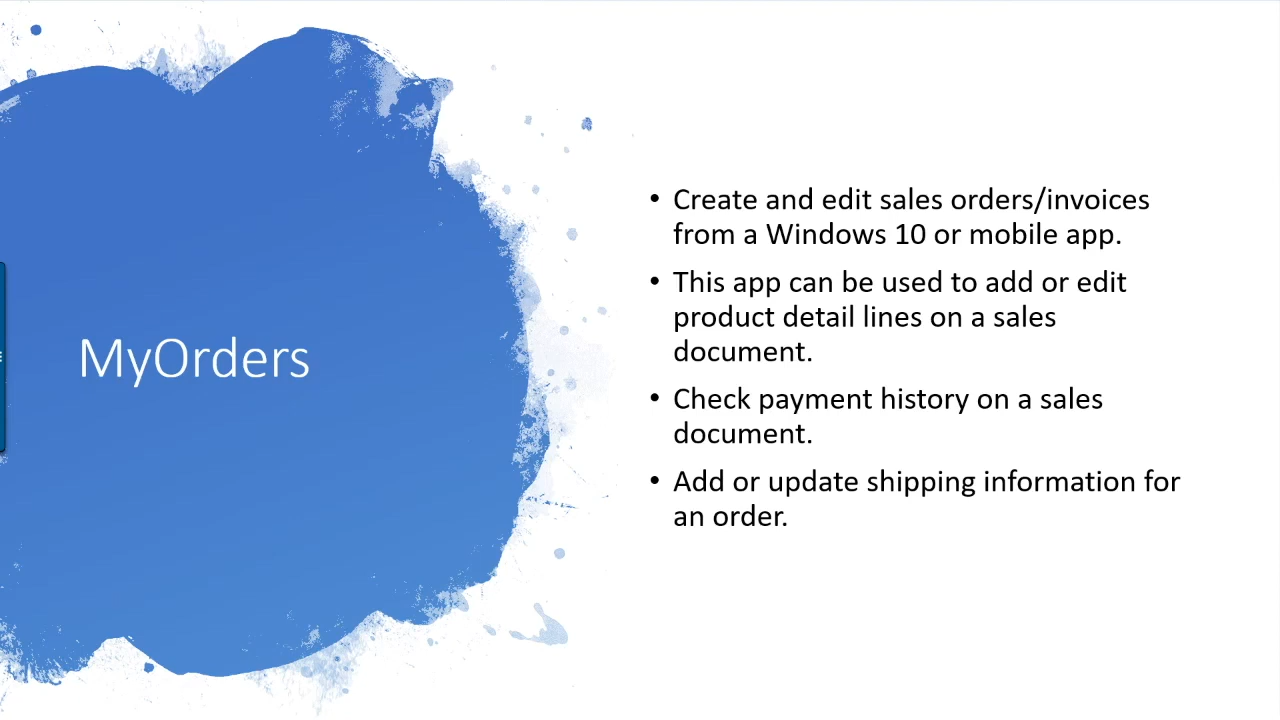 MyOrders
• Create and edit sales orders/invoices
from a Windows 10 or mobile app.
• This app can be used to add or edit
product detail lines on a sales
document.
• Check payment history on a sales
document.
• Add or update shipping information for
an order.